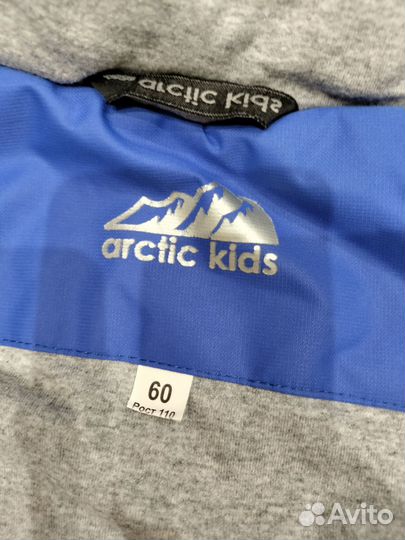 arctic kids
arctic kids
60
Рост 110
Avito